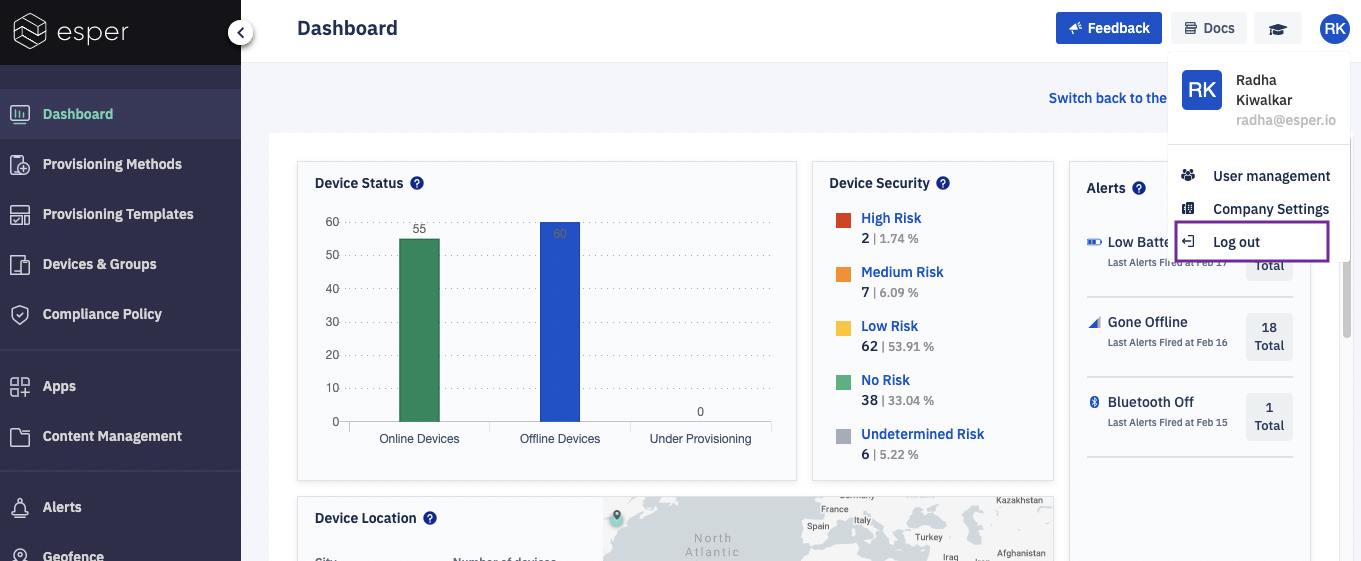 esper
Dashboard
Feedback
Docs
RK
Dashboard
Provisioning Methods
Provisioning Templates
Devices & Groups
Compliance Policy
Apps
Content Management
Alerts
Geofence
Switch back to the
RK
Radha
Kiwalkar
radha@esper.io
User management
Company Settings
Log out
Device Status
60
50
40
30
20
10
0
55
60
0
Online Devices
Offline Devices
Under Provisioning
Device Security
High Risk
2 | 1.74 %
Medium Risk
7 | 6.09 %
Low Risk
62 | 53.91 %
No Risk
38 | 33.04 %
Undetermined Risk
6 | 5.22 %
Alerts
Low Batte
Last Alerts Fired at Feb 17
Total
Gone Offline
Last Alerts Fired at Feb 16
18
Total
Bluetooth Off
Last Alerts Fired at Feb 15
1
Total
Device Location
City
Number of devices
North
Atlantic
Germany
France
Spain
Italy
Turkey
Iraq
Kazakhstan
Afghanistan